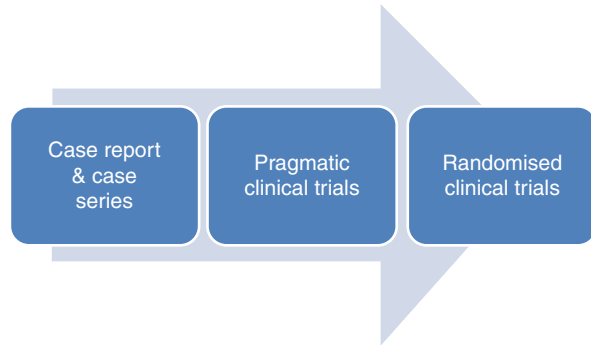 Case report
& case
series
Pragmatic
clinical trials
Randomised
clinical trials